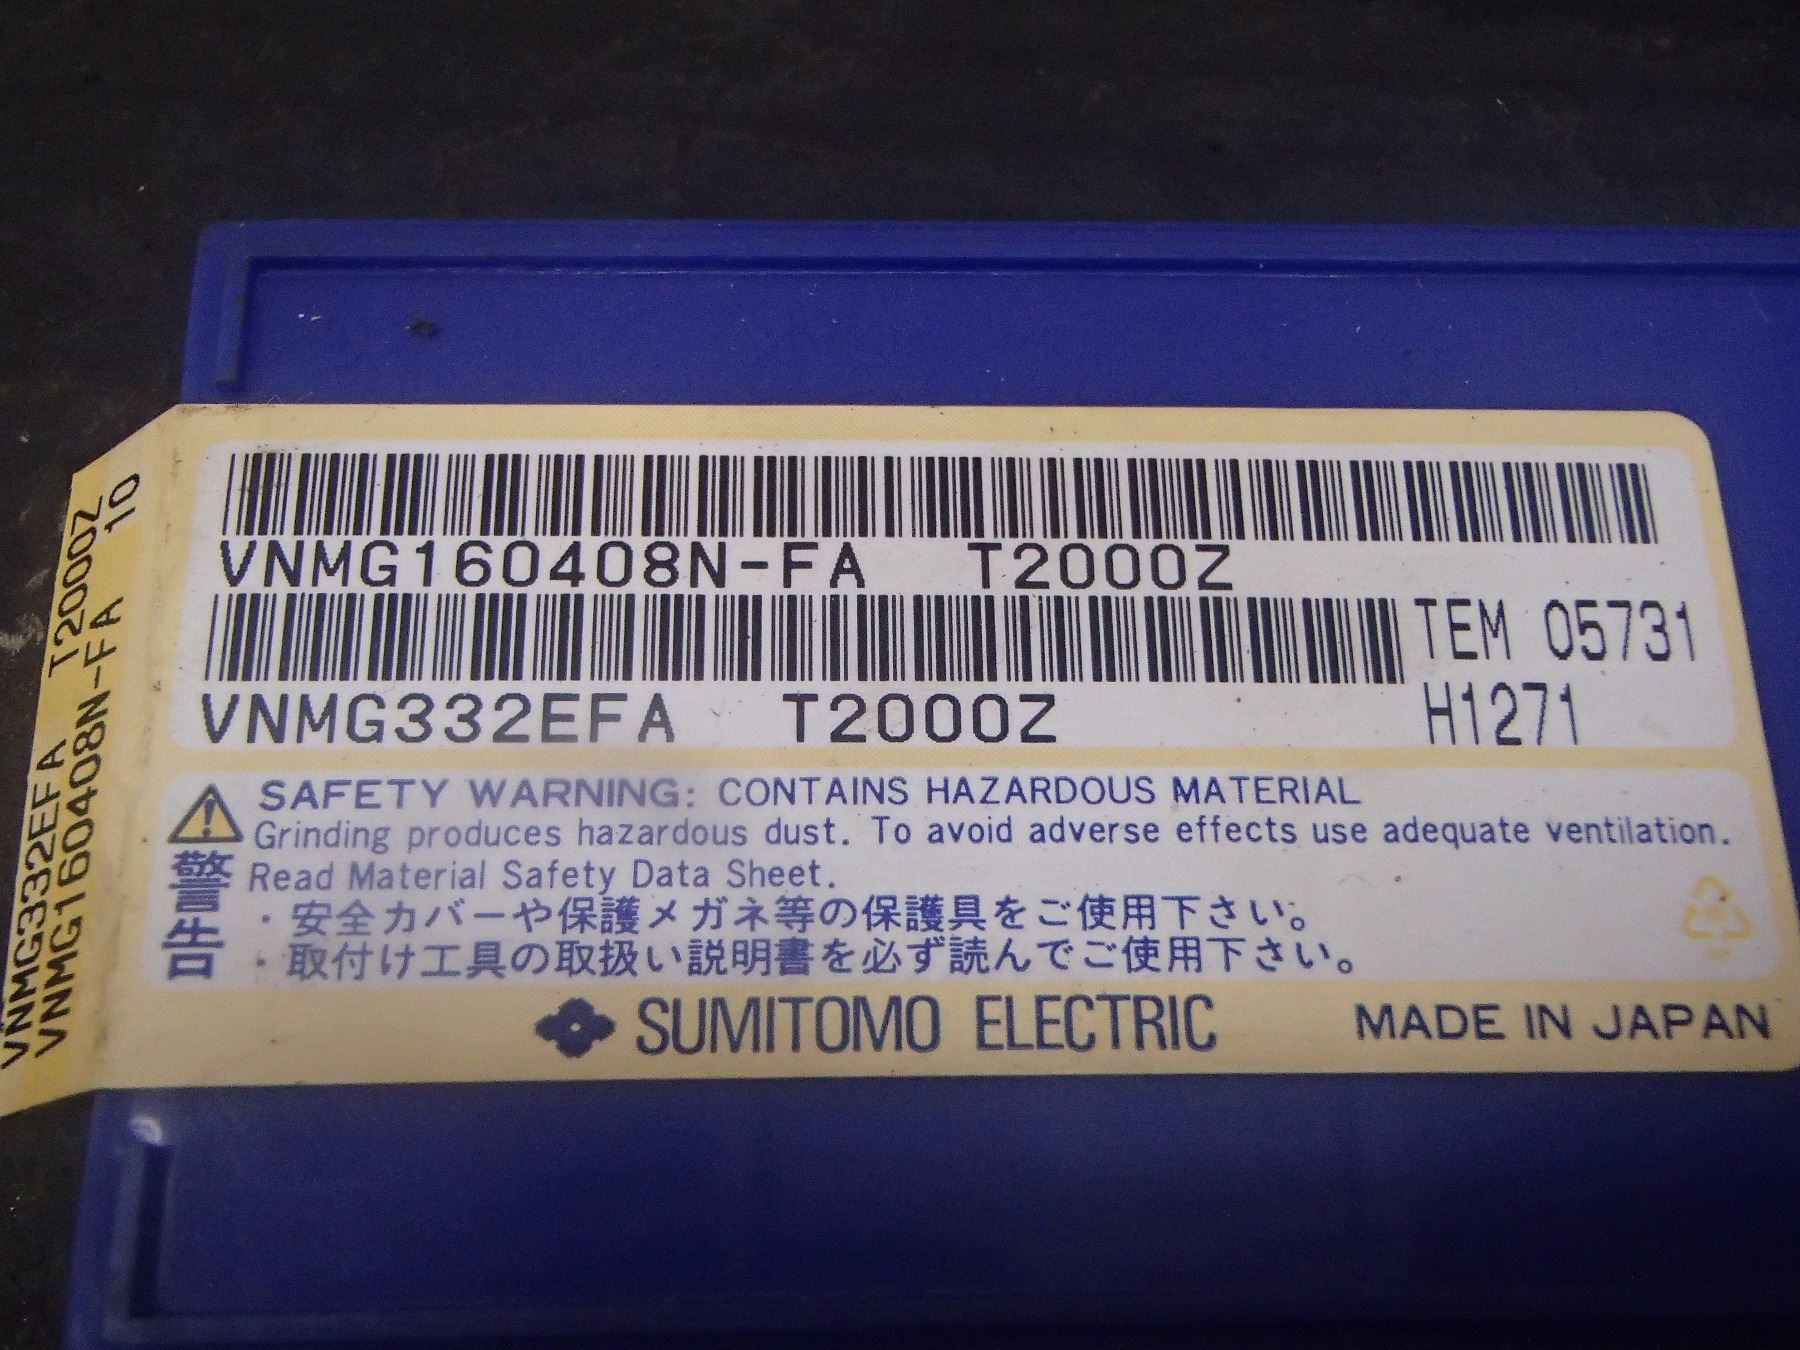 VNMG160408N-FA T2000Z
TEM 05731
VNMG332EFA T2000Z
H1271
SAFETY WARNING: CONTAINS HAZARDOUS MATERIAL
Grinding produces hazardous dust. To avoid adverse effects use adequate ventilation.
Read Material Safety Data Sheet.
警告
・安全カバーや保護メガネ等の保護具をご使用下さい。
・取付け工具の取扱い説明書を必ず読んでご使用下さい。
SUMITOMO ELECTRIC
MADE IN JAPAN
VNMG332EFA T2000Z
VNMG160408N-FA 10